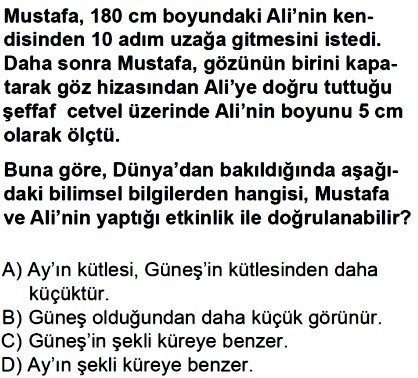 Mustafa, 180 cm boyundaki Ali'nin ken-
disinden 10 adım uzağa gitmesini istedi.
Daha sonra Mustafa, gözünün birini kapa-
tarak göz hizasından Ali'ye doğru tuttuğu
şeffaf cetvel üzerinde Ali'nin boyunu 5 cm
olarak ölçtü.
Buna göre, Dünya'dan bakıldığında aşağı-
daki bilimsel bilgilerden hangisi, Mustafa
ve Ali'nin yaptığı etkinlik ile doğrulanabilir?
A) Ay'ın kütlesi, Güneş'in kütlesinden daha
küçüktür.
B) Güneş olduğundan daha küçük görünür.
C) Güneş'in şekli küreye benzer.
D) Ay'ın şekli küreye benzer.